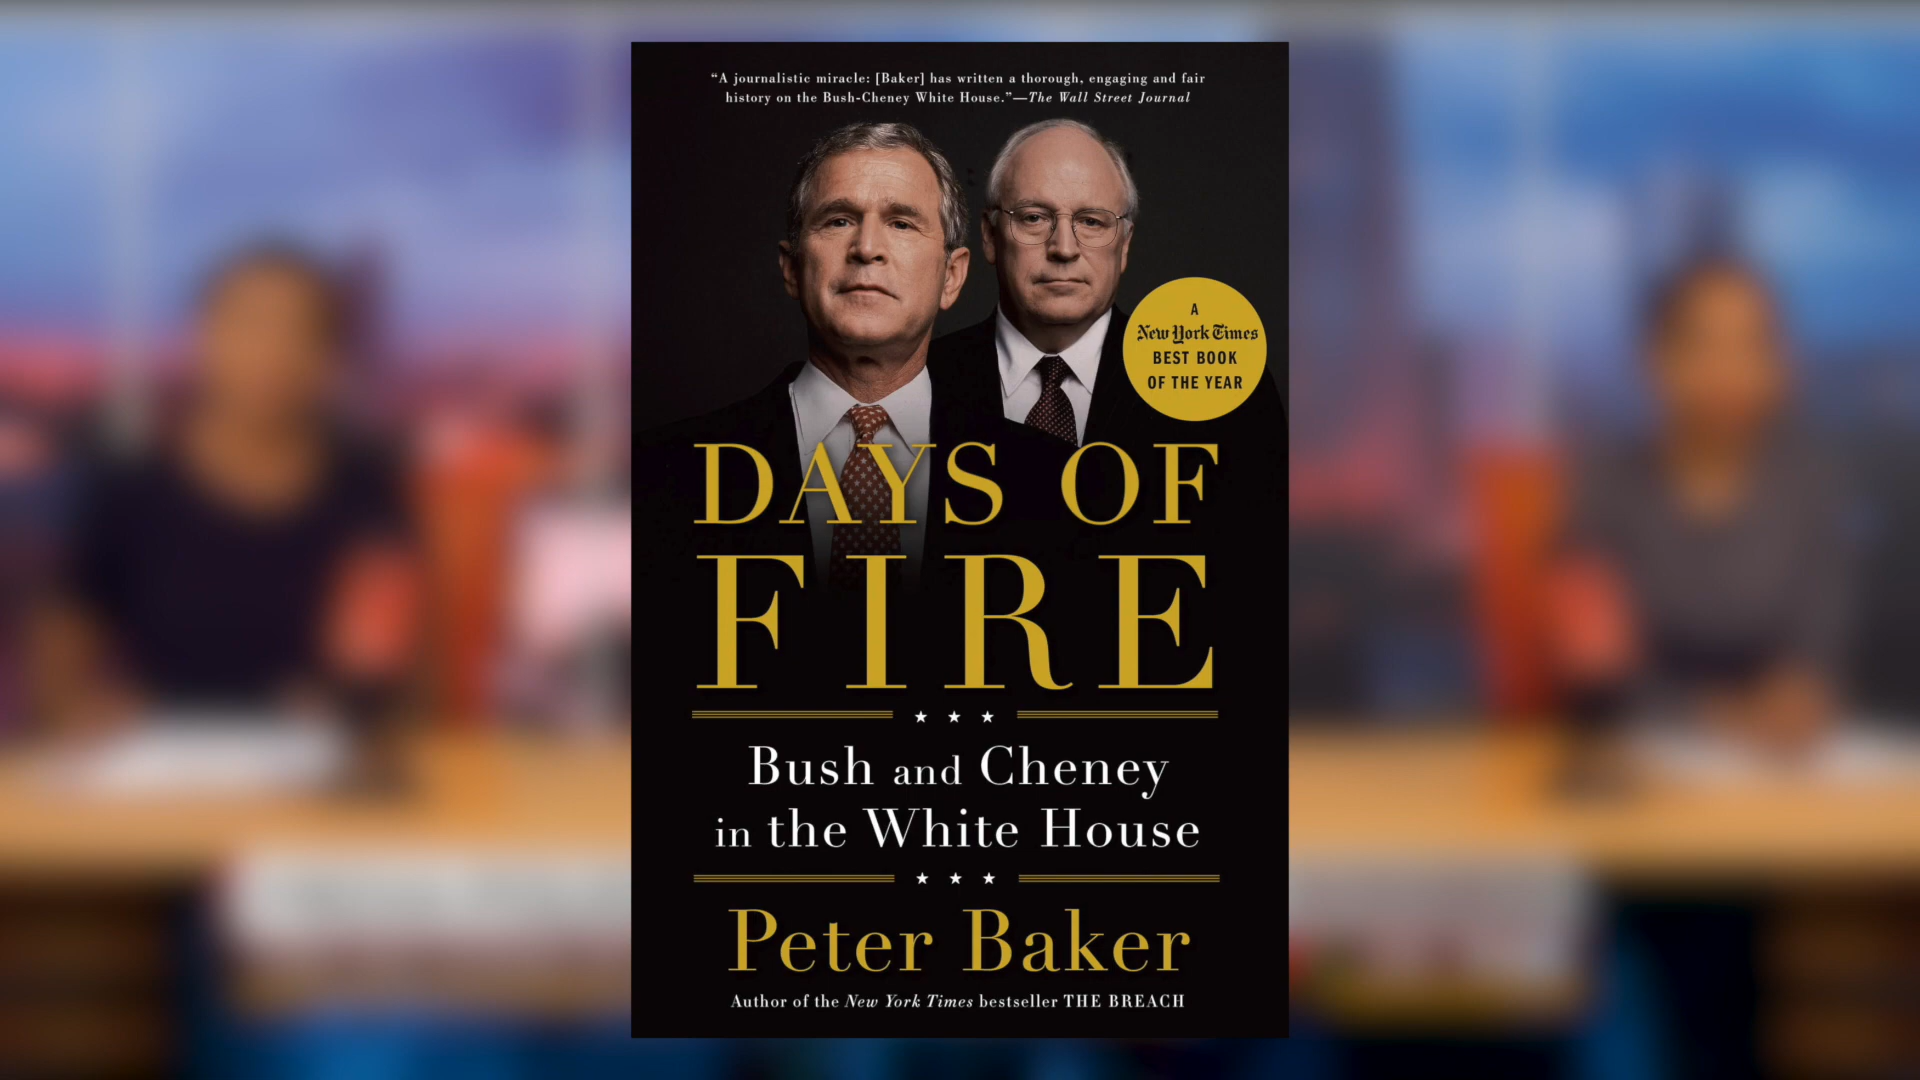 “A journalistic miracle: [Baker] has written a thorough, engaging and fair
history on the Bush-Cheney White House.”—The Wall Street Journal
A
New York Times
BEST BOOK
OF THE YEAR
DAYS OF
FIRE
Bush and Cheney
in the White House
Peter Baker
Author of the New York Times bestseller THE BREACH